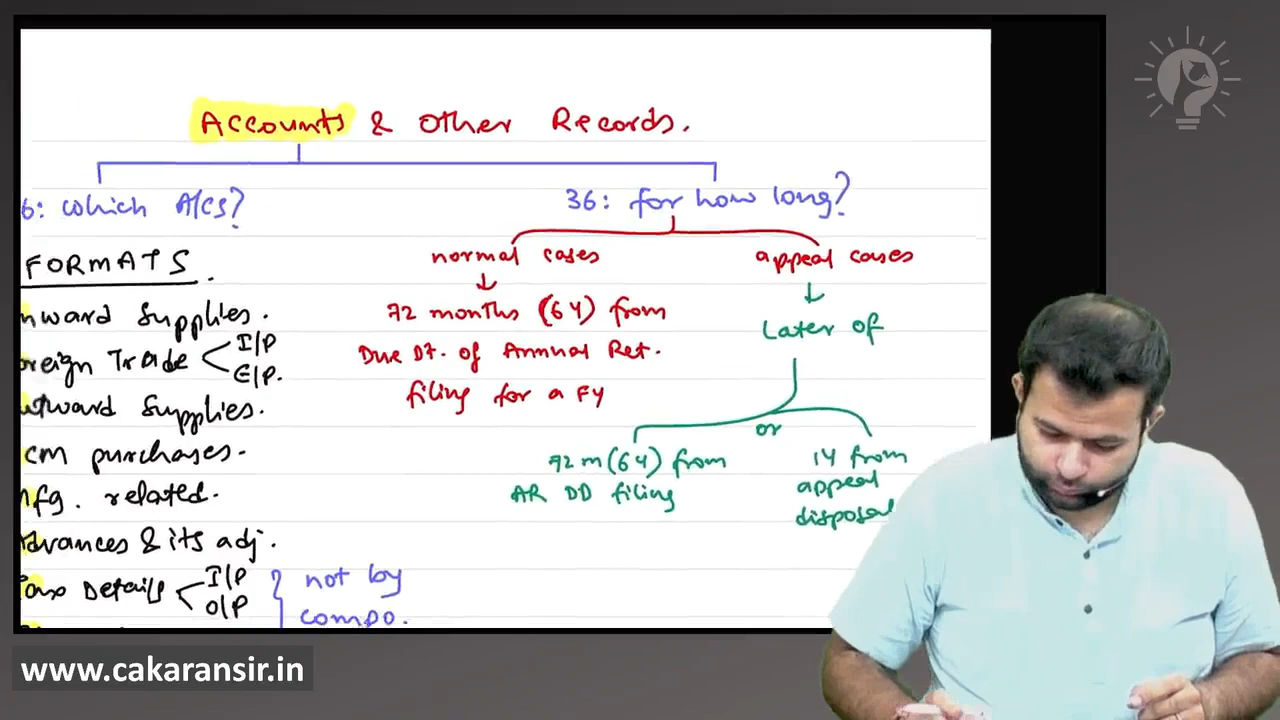 Accounts & Other Records.
6: Which A/Cs?
36: for how long?
FORMATS.
nward Supplies.
oreign Trade I/P
E/P.
utward Supplies.
CM purchases.
nfg. related.
Advances & its adj.
ax Details I/P
O/P
not by
compo.
normal cases
72 months (6Y) from
Due Dt. of Annual Ret.
filing for a FY
appeal cases
Later of
or
72m (6Y) from
AR DD filing
1Y from
appeal
disposal
www.cakaransir.in